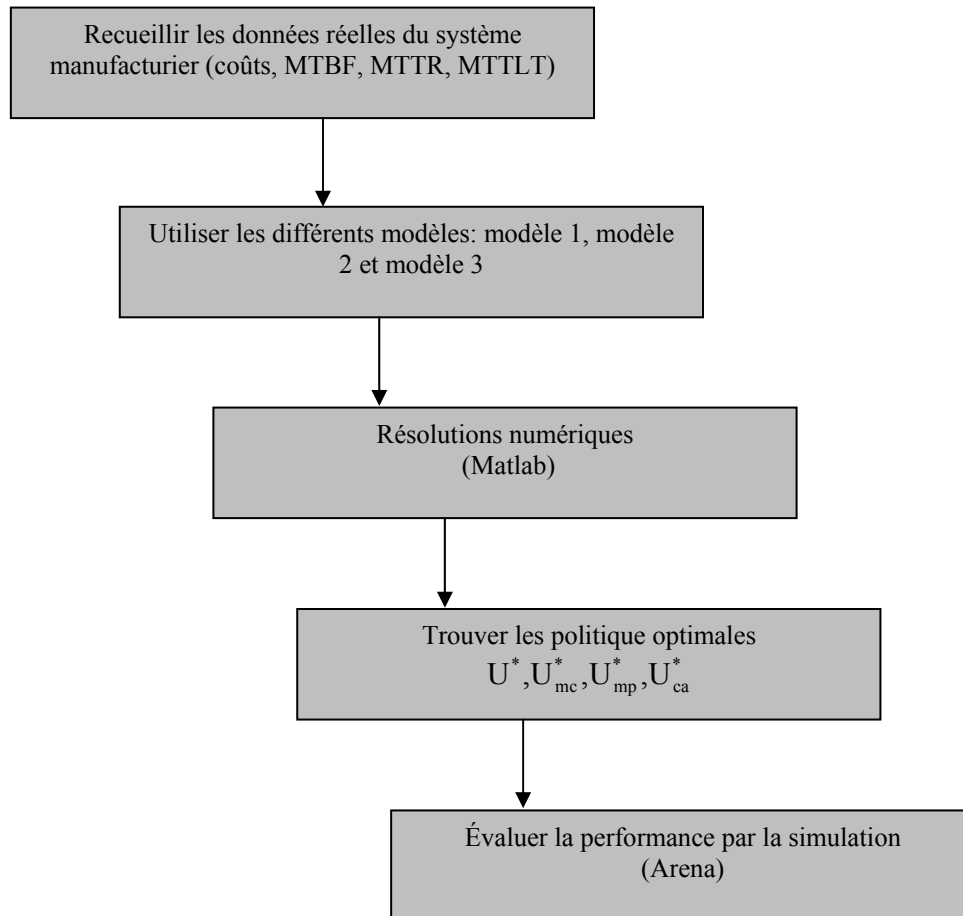 Recueillir les données réelles du système
manufacturier (coûts, MTBF, MTTR, MTTLT)
Utiliser les différents modèles: modèle 1, modèle
2 et modèle 3
Résolutions numériques
(Matlab)
Trouver les politique optimales
U*,U*mc,U*mp,U*ca
Évaluer la performance par la simulation
(Arena)